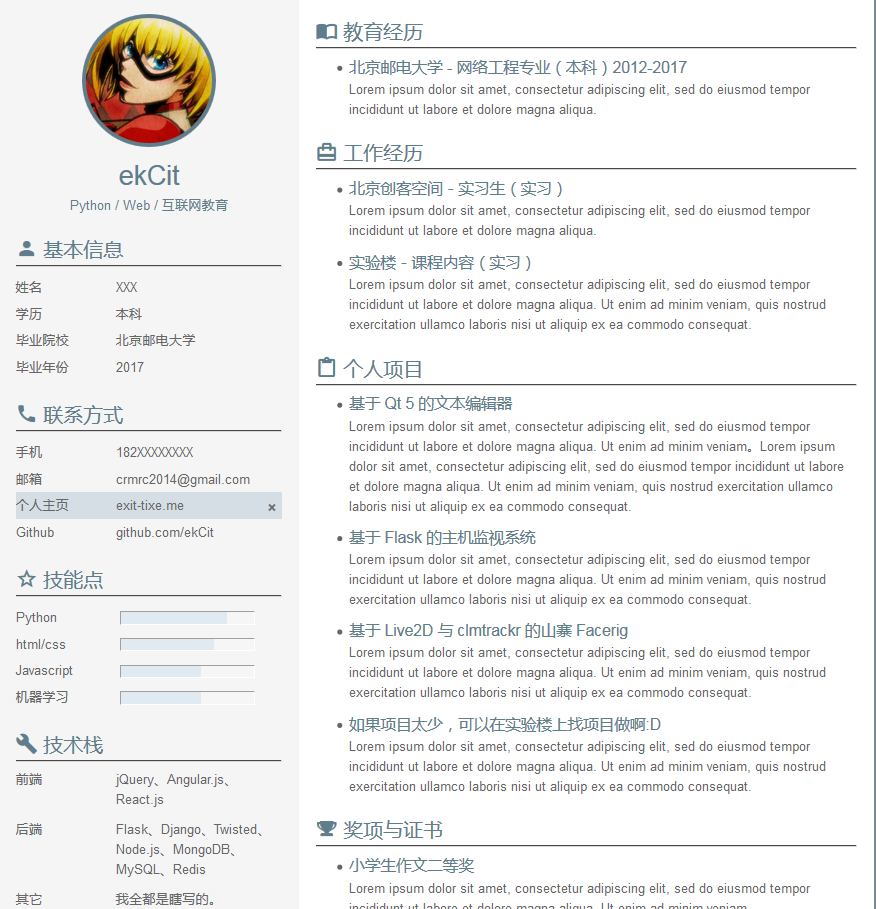 ekCit
Python / Web / 互联网教育
基本信息
姓名 XXX
学历 本科
毕业院校 北京邮电大学
毕业年份 2017
联系方式
手机 182XXXXXXXX
邮箱 crmrc2014@gmail.com
个人主页 exit-tixe.me ×
Github github.com/ekCit
技能点
Python
html/css
Javascript
机器学习
技术栈
前端 jQuery、Angular.js、
React.js
后端 Flask、Django、Twisted、
Node.js、MongoDB、
MySQL、Redis
其它 我全都是瞎写的。
教育经历
北京邮电大学 - 网络工程专业（本科）2012-2017
Lorem ipsum dolor sit amet, consectetur adipiscing elit, sed do eiusmod tempor
incididunt ut labore et dolore magna aliqua.
工作经历
北京创客空间 - 实习生（实习）
Lorem ipsum dolor sit amet, consectetur adipiscing elit, sed do eiusmod tempor
incididunt ut labore et dolore magna aliqua.
实验楼 - 课程内容（实习）
Lorem ipsum dolor sit amet, consectetur adipiscing elit, sed do eiusmod tempor
incididunt ut labore et dolore magna aliqua. Ut enim ad minim veniam, quis nostrud
exercitation ullamco laboris nisi ut aliquip ex ea commodo consequat.
个人项目
基于 Qt 5 的文本编辑器
Lorem ipsum dolor sit amet, consectetur adipiscing elit, sed do eiusmod tempor
incididunt ut labore et dolore magna aliqua. Ut enim ad minim veniam。Lorem ipsum
dolor sit amet, consectetur adipiscing elit, sed do eiusmod tempor incididunt ut labore
et dolore magna aliqua. Ut enim ad minim veniam, quis nostrud exercitation ullamco
laboris nisi ut aliquip ex ea commodo consequat.
基于 Flask 的主机监视系统
Lorem ipsum dolor sit amet, consectetur adipiscing elit, sed do eiusmod tempor
incididunt ut labore et dolore magna aliqua. Ut enim ad minim veniam, quis nostrud
exercitation ullamco laboris nisi ut aliquip ex ea commodo consequat.
基于 Live2D 与 clmtrackr 的山寨 Facerig
Lorem ipsum dolor sit amet, consectetur adipiscing elit, sed do eiusmod tempor
incididunt ut labore et dolore magna aliqua. Ut enim ad minim veniam, quis nostrud
exercitation ullamco laboris nisi ut aliquip ex ea commodo consequat.
如果项目太少，可以在实验楼上找项目做啊:D
Lorem ipsum dolor sit amet, consectetur adipiscing elit, sed do eiusmod tempor
incididunt ut labore et dolore magna aliqua. Ut enim ad minim veniam, quis nostrud
exercitation ullamco laboris nisi ut aliquip ex ea commodo consequat.
奖项与证书
小学生作文二等奖
Lorem ipsum dolor sit amet, consectetur adipiscing elit, sed do eiusmod tempor
incididunt ut labore et dolore magna aliqua. Ut enim ad minim veniam